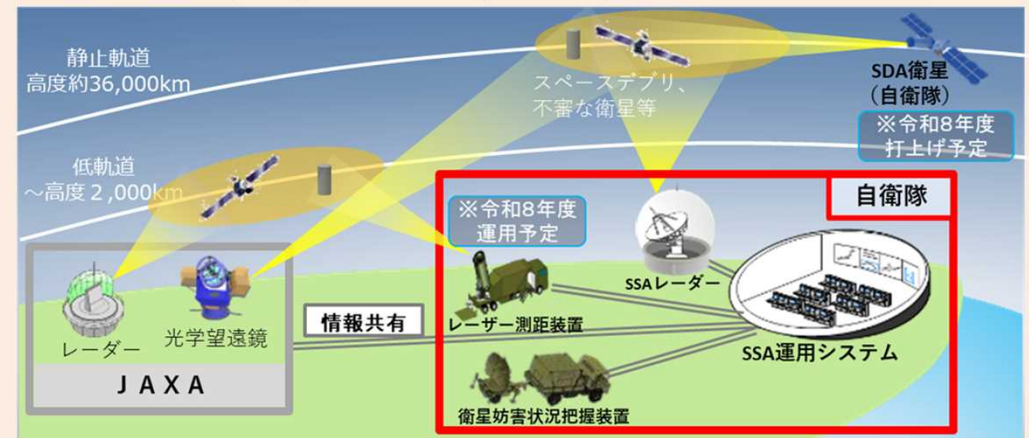 静止軌道
高度約36,000km
スペースデブリ、
不審な衛星等
SDA衛星
（自衛隊）
※令和8年度
打上げ予定
低軌道
～高度２,000km
自衛隊
※令和8年度
運用予定
SSAレーダー
レーザー測距装置
情報共有
レーダー
光学望遠鏡
ＪＡＸＡ
SSA運用システム
衛星妨害状況把握装置